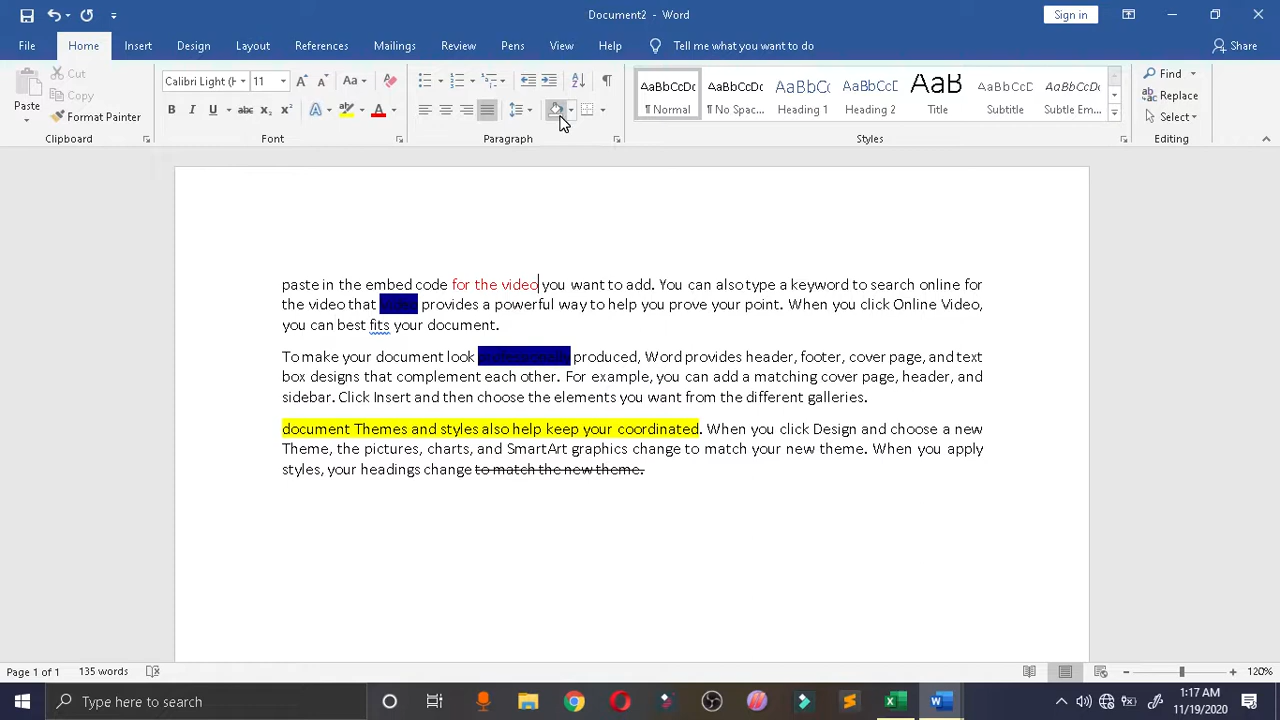 Document2 - Word
Sign in
File Home Insert Design Layout References Mailings Review Pens View Help Tell me what you want to do Share
Paste
Cut
Copy
Format Painter
Clipboard
Calibri Light (H 11
Font
Paragraph
AaBbCcDc ¶ Normal
AaBbCcDc ¶ No Spac...
AaBbC( Heading 1
AaBbCcD Heading 2
AaB Title
AaBbCcD Subtitle
AaBbCcDc Subtle Em...
Styles
Find
Replace
Select
Editing
paste in the embed code for the video you want to add. You can also type a keyword to search online for
the video that video provides a powerful way to help you prove your point. When you click Online Video,
you can best fits your document.
To make your document look professionally produced, Word provides header, footer, cover page, and text
box designs that complement each other. For example, you can add a matching cover page, header, and
sidebar. Click Insert and then choose the elements you want from the different galleries.
document Themes and styles also help keep your coordinated. When you click Design and choose a new
Theme, the pictures, charts, and SmartArt graphics change to match your new theme. When you apply
styles, your headings change to match the new theme.
Page 1 of 1 135 words 120%
Type here to search
1:17 AM
11/19/2020